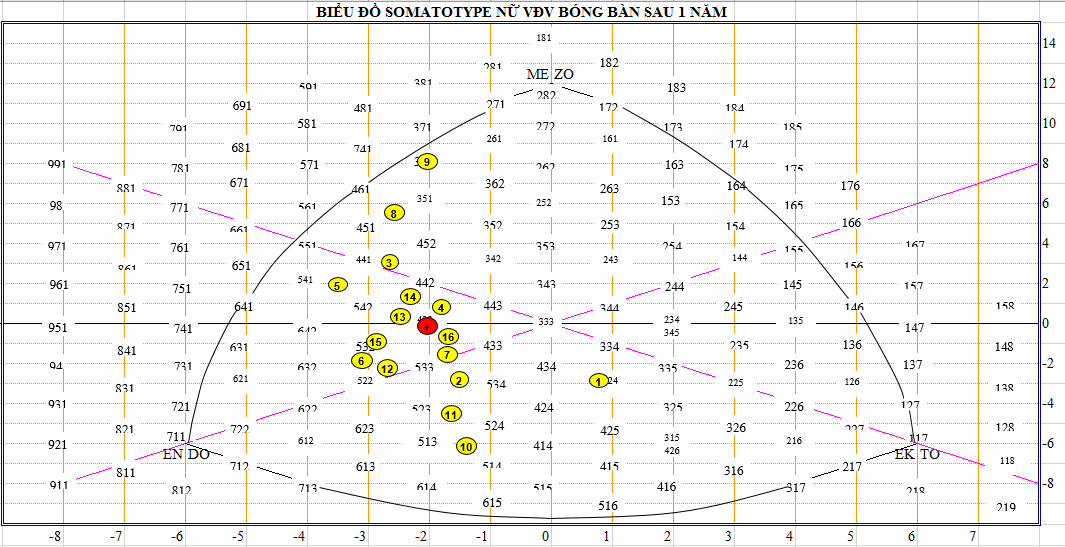 BIỂU ĐỒ SOMATOTYPE NỮ VĐV BÓNG BÀN SAU 1 NĂM
181 14
281 182
ME ZO
591 381 183 12
691 481 271 282 172 184
791 581 371 272 173 185 10
681 741 261 161 174
991 781 571 9 262 163 175 8
881 671 461 362 263 164 176
98 771 561 351 252 153 165 6
8
871 661 451 352 253 154 166
971 761 551 452 353 254 155 167 4
861 651 441 3 342 243 144 156
961 751 541 5 442 343 244 145 157 2
14
851 641 542 4 443 344 245 146 158
13
951 741 642 + 333 234 135 147 0
345
16
841 631 532 15 433 334 235 136 148
7
94 731 632 6 12 533 434 335 236 137 -2
831 621 522 2 534 1 24 225 126 138
931 721 622 523 11 424 325 226 127 -4
821 722 623 524 425 326 227 128
921 711 612 513 10 414 315 216 117 -6
426
EN DO EK TO
811 712 613 514 415 316 217 118
911 812 713 614 515 416 317 218 -8
615 516 219
-8 -7 -6 -5 -4 -3 -2 -1 0 1 2 3 4 5 6 7